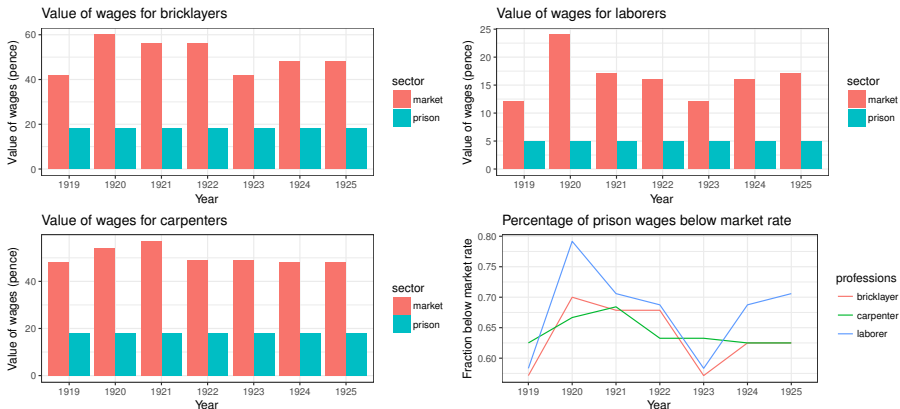 Value of wages for bricklayers
Value of wages (pence)
60
40
20
0
1919 1920 1921 1922 1923 1924 1925
Year
sector
market
prison
Value of wages for laborers
Value of wages (pence)
25
20
15
10
5
0
1919 1920 1921 1922 1923 1924 1925
Year
sector
market
prison
Value of wages for carpenters
Value of wages (pence)
40
20
0
1919 1920 1921 1922 1923 1924 1925
Year
sector
market
prison
Percentage of prison wages below market rate
Fraction below market rate
0.80
0.75
0.70
0.65
0.60
1919 1920 1921 1922 1923 1924 1925
Year
professions
bricklayer
carpenter
laborer